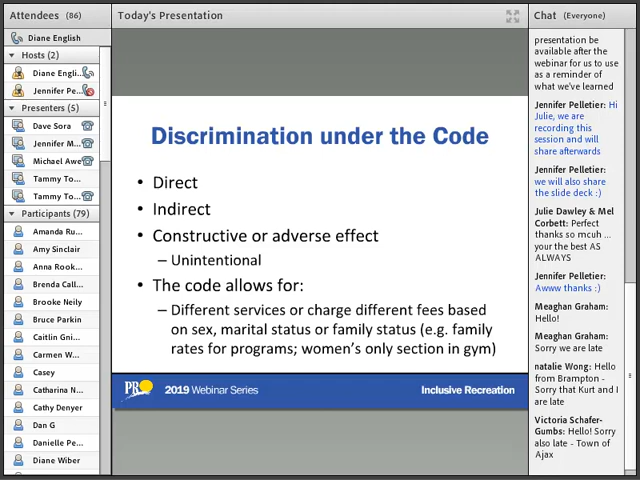 Attendees (86)
Diane English
Hosts (2)
Diane Engli...
Jennifer Pe...
Presenters (5)
Dave Sora
Jennifer M...
Michael Awe
Tammy To...
Tammy To...
Participants (79)
Amanda Ru...
Amy Sinclair
Anna Rook...
Brenda Call...
Brooke Neily
Bruce Parkin
Caitlin Gni...
Carmen W...
Casey
Catharina N...
Cathy Denyer
Dan G
Danielle Pe...
Diane Wiber
Today's Presentation
Discrimination under the Code
• Direct
• Indirect
• Constructive or adverse effect
– Unintentional
• The code allows for:
– Different services or charge different fees based
on sex, marital status or family status (e.g. family
rates for programs; women's only section in gym)
PRO
2019 Webinar Series
Inclusive Recreation
Chat (Everyone)
presentation be
available after the
webinar for us to use
as a reminder of
what we've learned
Jennifer Pelletier: Hi
Julie, we are
recording this
session and will
share afterwards
Jennifer Pelletier:
we will also share
the slide deck :)
Julie Dawley & Mel
Corbett: Perfect
thanks so mcuh ...
your the best AS
ALWAYS
Jennifer Pelletier:
Awww thanks :)
Meaghan Graham:
Hello!
Meaghan Graham:
Sorry we are late
natalie Wong: Hello
from Brampton -
Sorry that Kurt and I
are late
Victoria Schafer-
Gumbs: Hello! Sorry
also late - Town of
Ajax